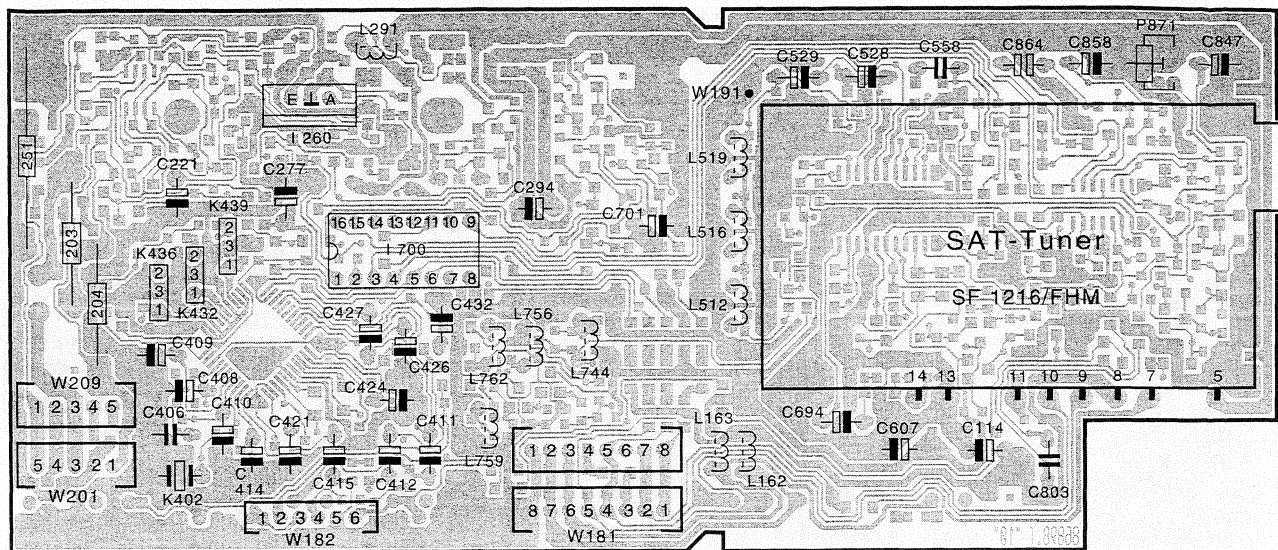 L291
P871
C529
C528
C558
C864
C858
C847
W191
E ⊥ A
I 260
251
L519
C221
C277
K439
C294
C701
2 3 1
16 15 14 13 12 11 10 9
L516
I 700
SAT-Tuner
203
K436
2 3 1
2 3 1
1 2 3 4 5 6 7 8
204
K432
SF 1216/FHM
L512
C432
C427
L756
C409
C426
L762
L744
W209
C408
C424
14 13 11 10 9 8 7 5
1 2 3 4 5
C406
C410
C421
C411
L163
C694
C607
C114
5 4 3 2 1
1 2 3 4 5 6 7 8
L759
C414
C415
C412
L162
W201
K402
C803
1 2 3 4 5 6
8 7 6 5 4 3 2 1
W182
W181